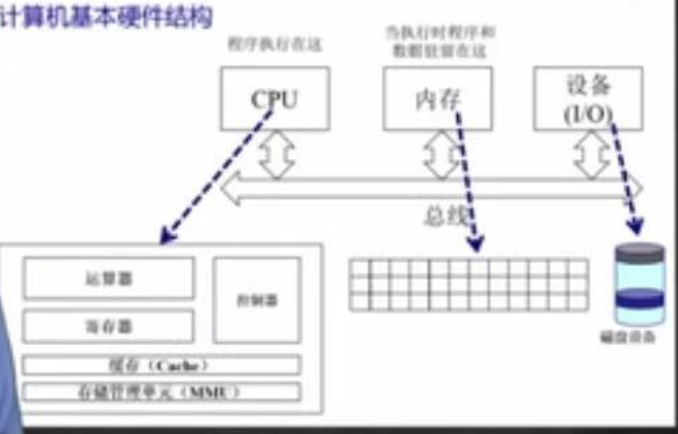 计算机基本硬件结构
程序执行在这
当执行时程序和
数据驻留在这
CPU
内存
设备
(I/O)
总线
运算器
控制器
寄存器
缓存（Cache）
存储管理单元（MMU）
磁盘设备